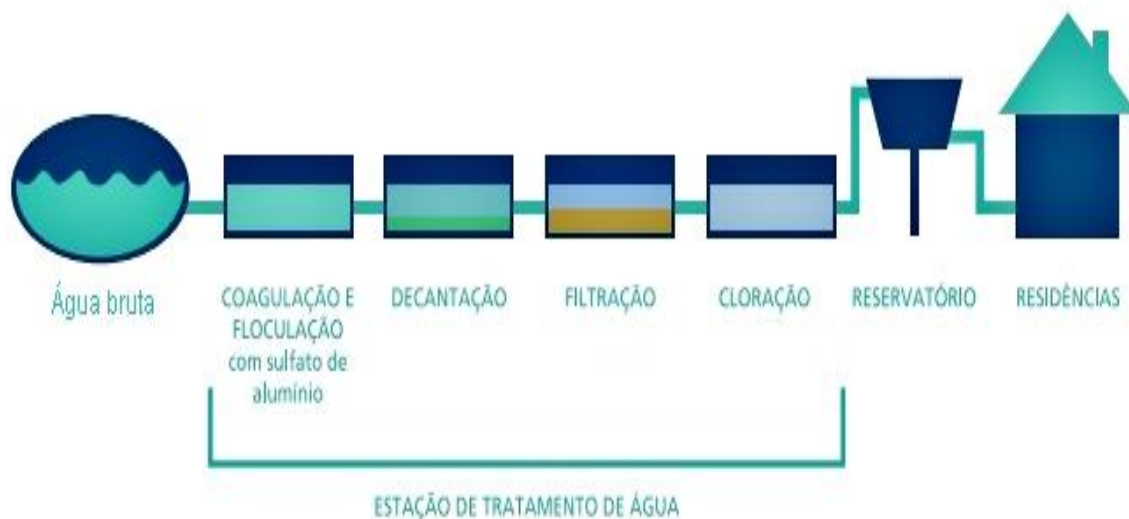 Água bruta
COAGULAÇÃO E
FLOCULAÇÃO
com sulfato de
alumínio
DECANTAÇÃO
FILTRAÇÃO
CLORAÇÃO
RESERVATÓRIO
RESIDÊNCIAS
ESTAÇÃO DE TRATAMENTO DE ÁGUA